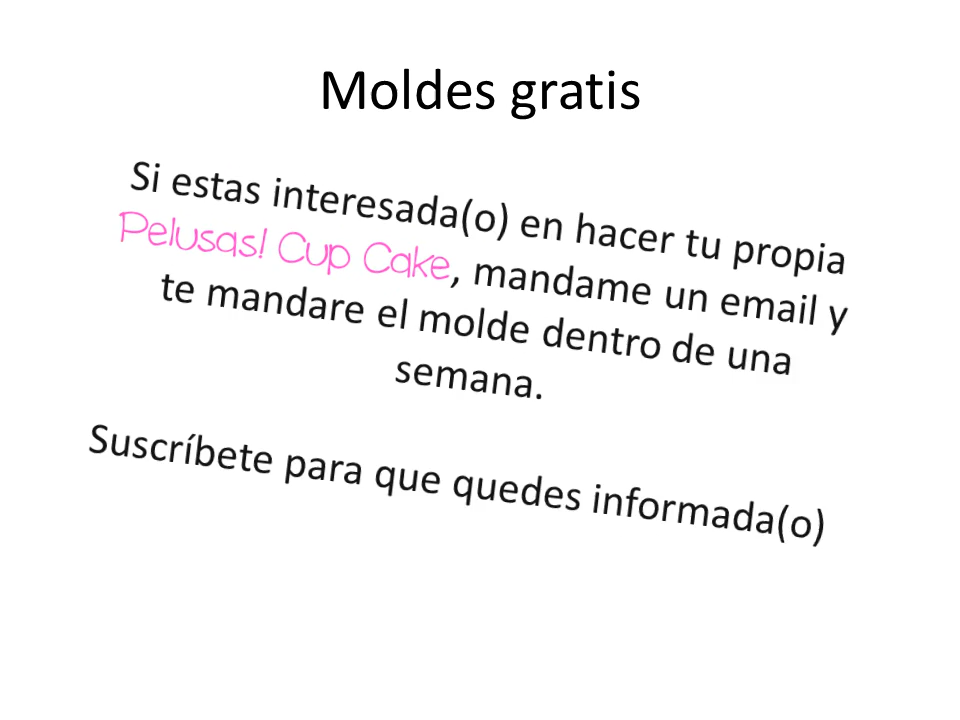 Moldes gratis
Si estas interesada(o) en hacer tu propia
Pelusas! Cup Cake, mandame un email y
te mandare el molde dentro de una
semana.
Suscríbete para que quedes informada(o)